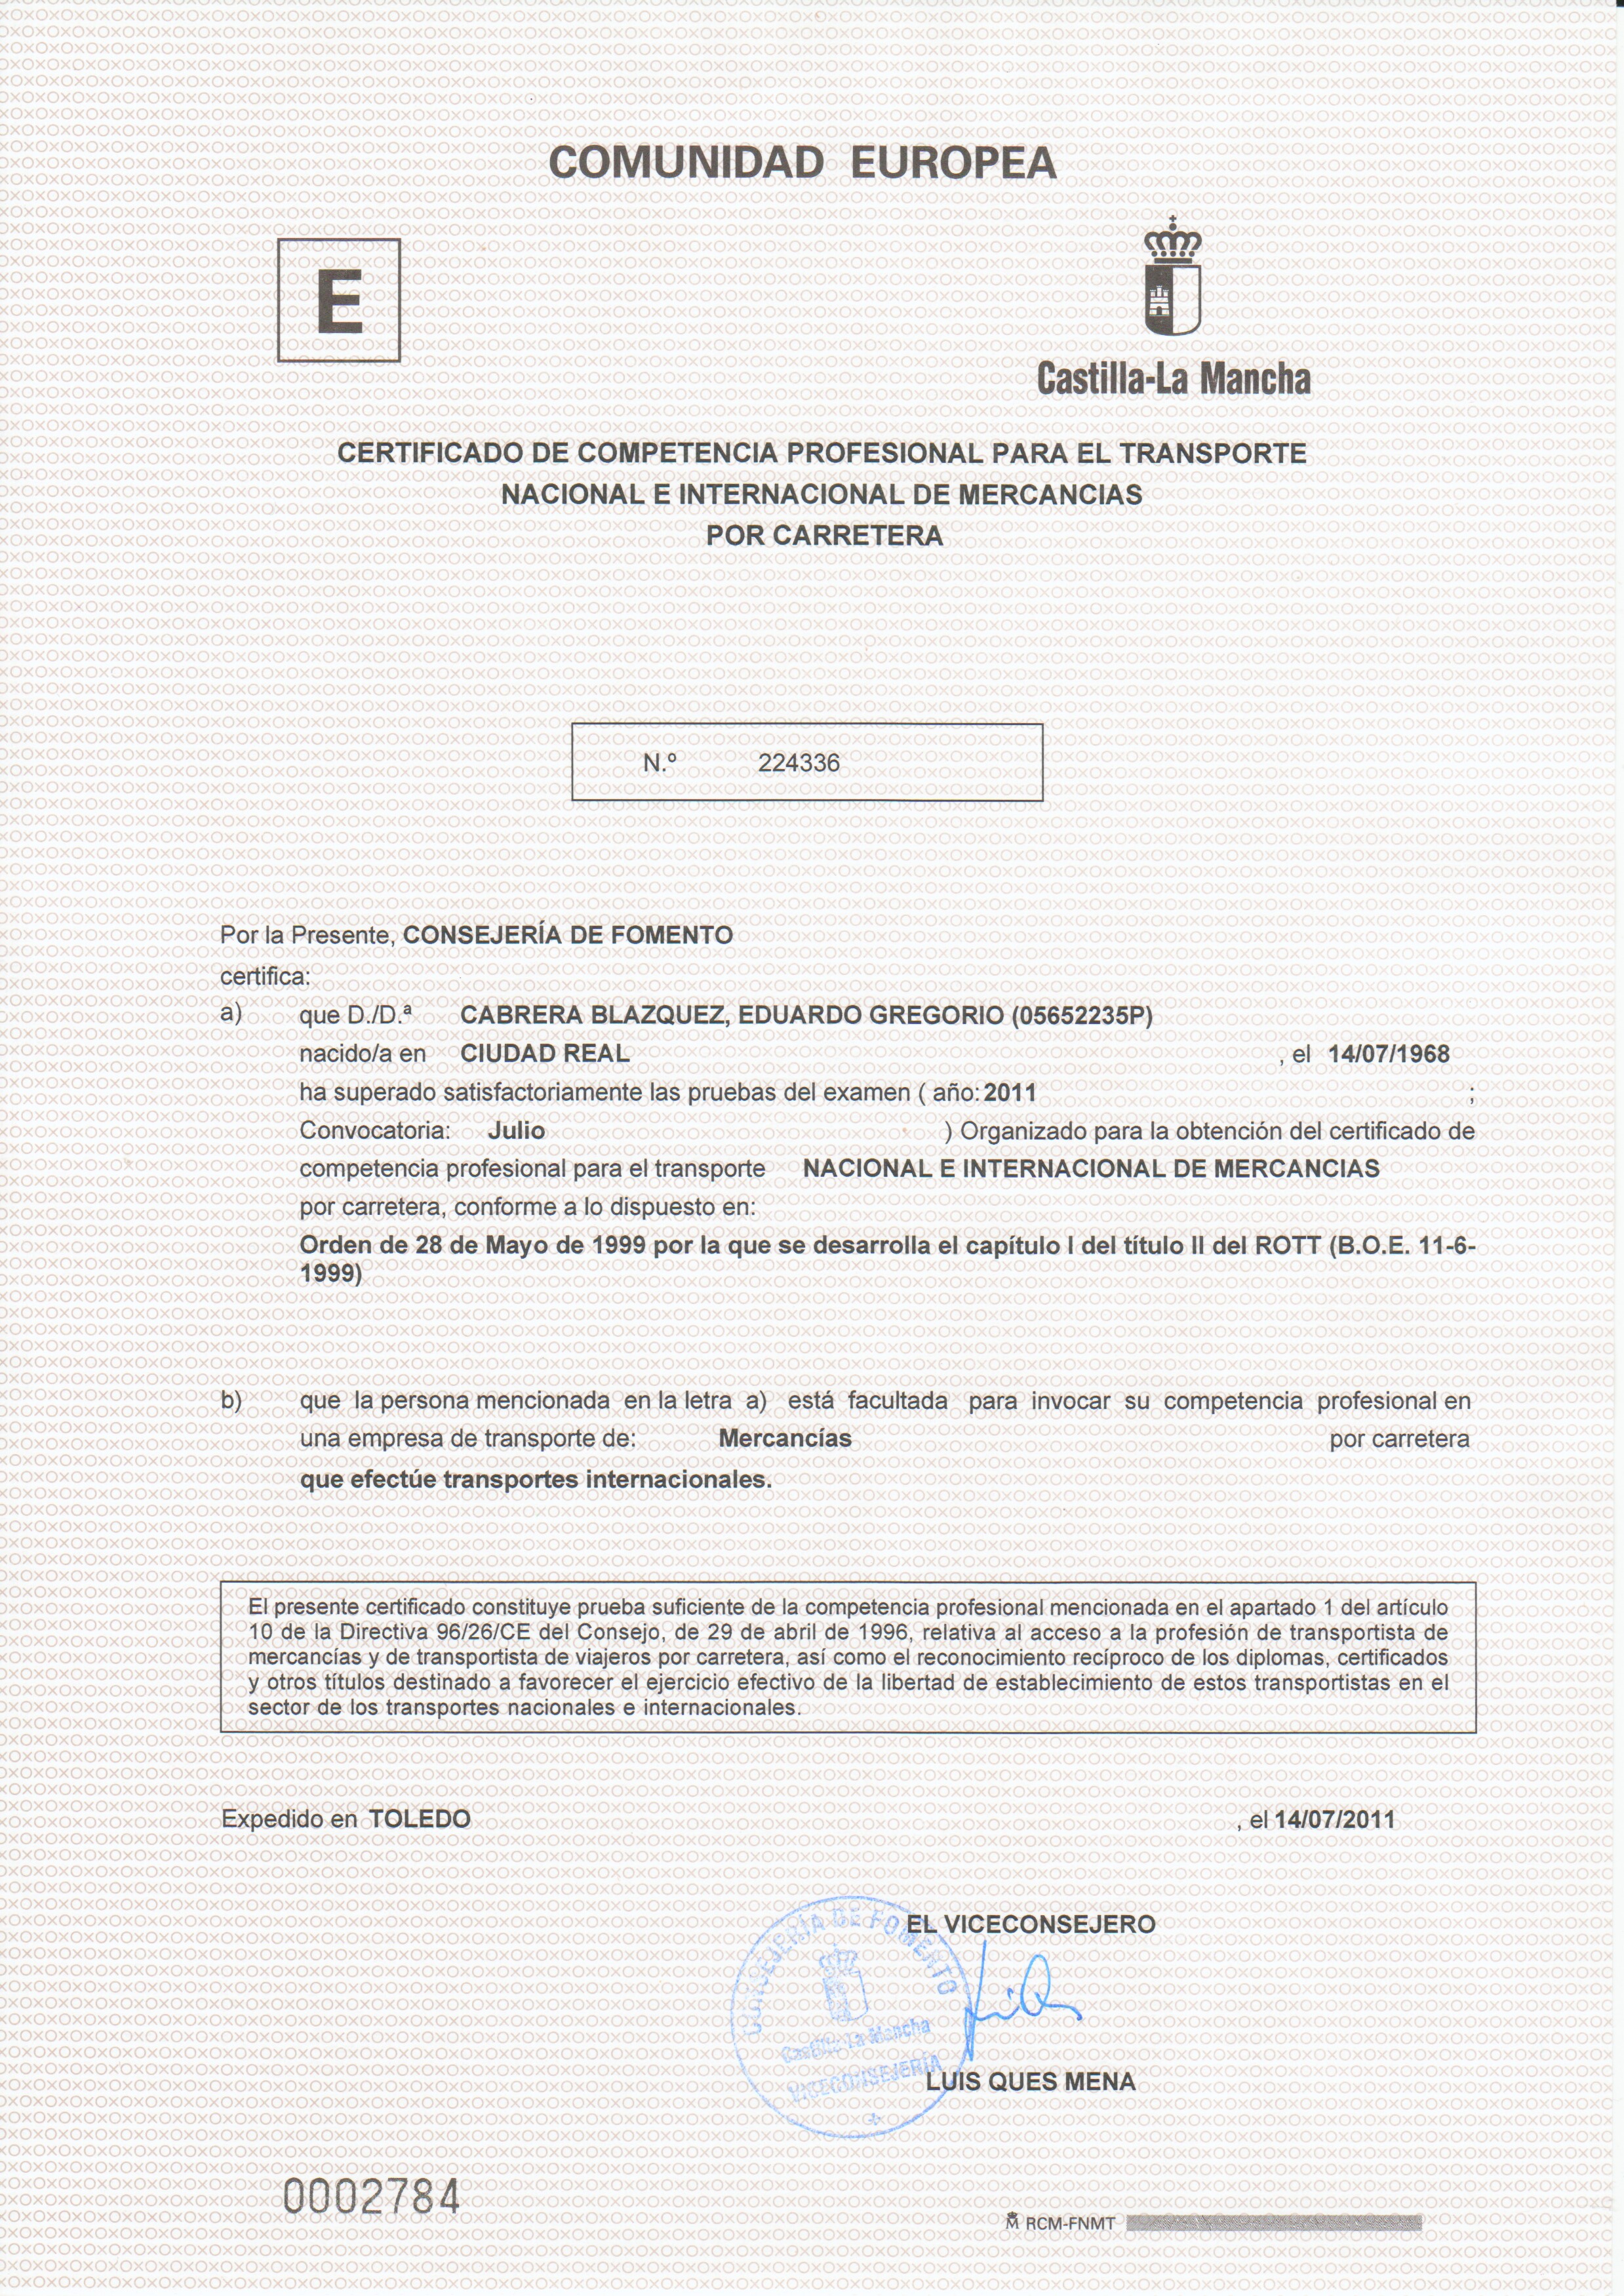 COMUNIDAD EUROPEA
E
Castilla-La Mancha
CERTIFICADO DE COMPETENCIA PROFESIONAL PARA EL TRANSPORTE
NACIONAL E INTERNACIONAL DE MERCANCIAS
POR CARRETERA
N.º 224336
Por la Presente, CONSEJERÍA DE FOMENTO
certifica:
a) que D./D.ª CABRERA BLAZQUEZ, EDUARDO GREGORIO (05652235P)
nacido/a en CIUDAD REAL , el 14/07/1968
ha superado satisfactoriamente las pruebas del examen ( año: 2011 ;
Convocatoria: Julio ) Organizado para la obtención del certificado de
competencia profesional para el transporte NACIONAL E INTERNACIONAL DE MERCANCIAS
por carretera, conforme a lo dispuesto en:
Orden de 28 de Mayo de 1999 por la que se desarrolla el capítulo I del título II del ROTT (B.O.E. 11-6-
1999)
b) que la persona mencionada en la letra a) está facultada para invocar su competencia profesional en
una empresa de transporte de: Mercancías por carretera
que efectúe transportes internacionales.
El presente certificado constituye prueba suficiente de la competencia profesional mencionada en el apartado 1 del artículo
10 de la Directiva 96/26/CE del Consejo, de 29 de abril de 1996, relativa al acceso a la profesión de transportista de
mercancías y de transportista de viajeros por carretera, así como el reconocimiento recíproco de los diplomas, certificados
y otros títulos destinado a favorecer el ejercicio efectivo de la libertad de establecimiento de estos transportistas en el
sector de los transportes nacionales e internacionales.
Expedido en TOLEDO , el 14/07/2011
EL VICECONSEJERO
CONSEJERÍA DE FOMENTO
Castilla-La Mancha
VICECONSEJERÍA
LUIS QUES MENA
0002784
RCM-FNMT